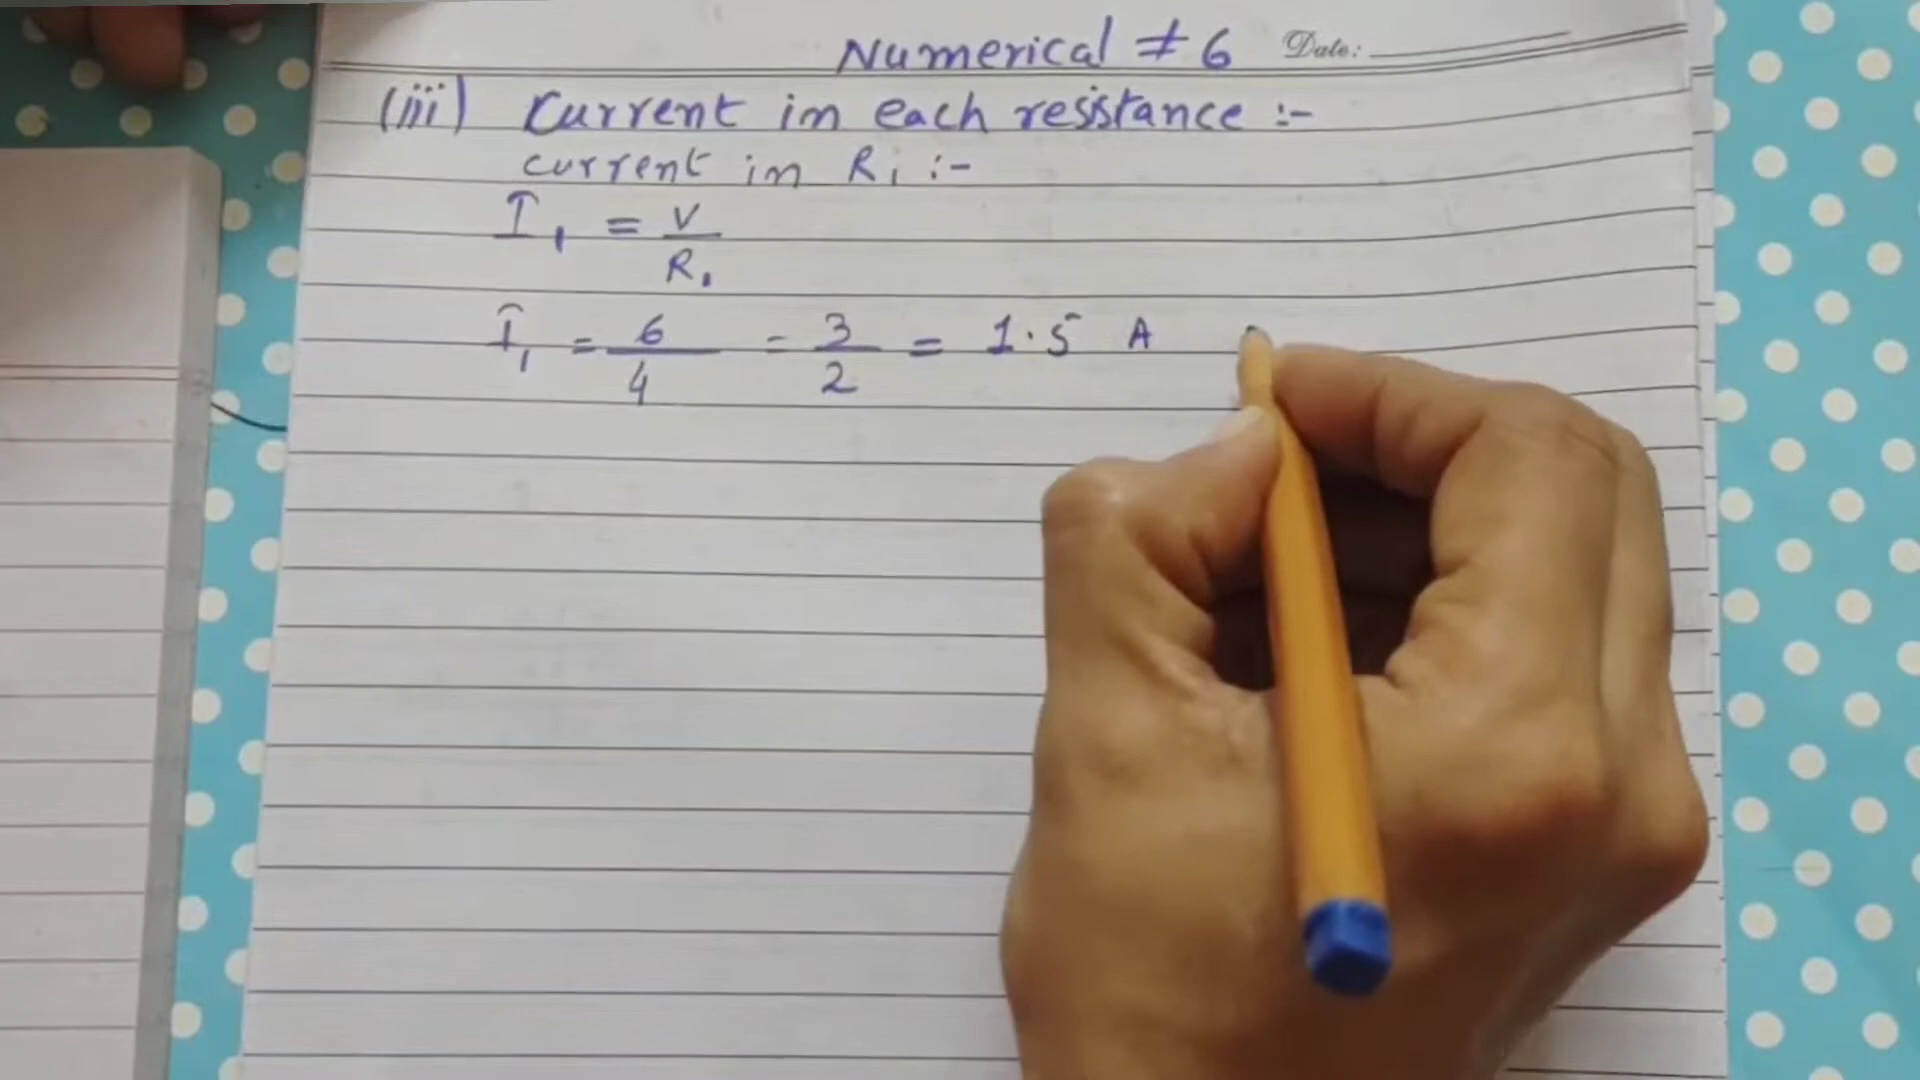 Numerical # 6 Date:
(iii) Current in each resistance :-
current in R₁ :-
I₁ = V/R₁
I₁ = 6/4 = 3/2 = 1.5 A